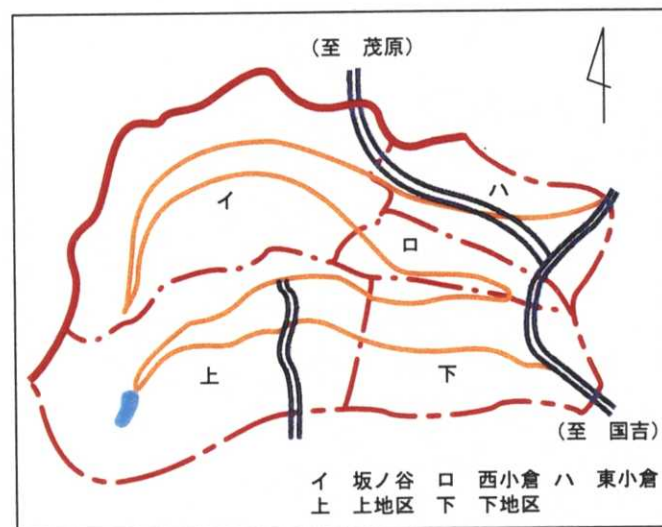 (至　茂原)
ハ
イ
ロ
上
下
(至　国吉)
イ　坂ノ谷　ロ　西小倉　ハ　東小倉
上　上地区　下　下地区